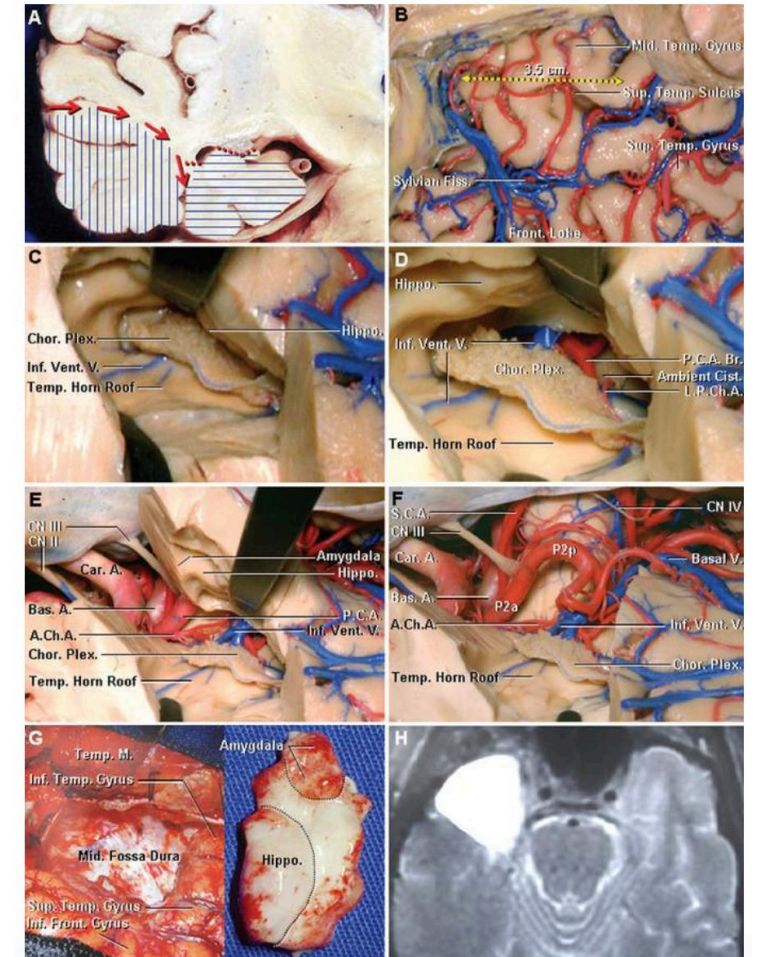 A
B
Mid. Temp. Gyrus
3.5 cm.
Sup. Temp. Sulcus
Sup. Temp. Gyrus
Sylvian Fiss.
Front. Lobe
C
Chor. Plex.
Hippo.
Inf. Vent. V.
Temp. Horn Roof
D
Hippo.
Inf. Vent. V.
P.C.A. Br.
Chor. Plex.
Ambient Cist.
L.P.Ch.A.
Temp. Horn Roof
E
CN III
CN II
Car. A.
Amygdala
Hippo.
Bas. A.
P.C.A.
A.Ch.A.
Inf. Vent. V.
Chor. Plex.
Temp. Horn Roof
F
S.C.A.
CN IV
CN III
Car. A.
P2p
Basal V.
Bas. A.
P2a
A.Ch.A.
Inf. Vent. V.
Chor. Plex.
Temp. Horn Roof
G
Temp. M.
Inf. Temp. Gyrus
Mid. Fossa Dura
Sup. Temp. Gyrus
Inf. Front. Gyrus
Amygdala
Hippo.
H